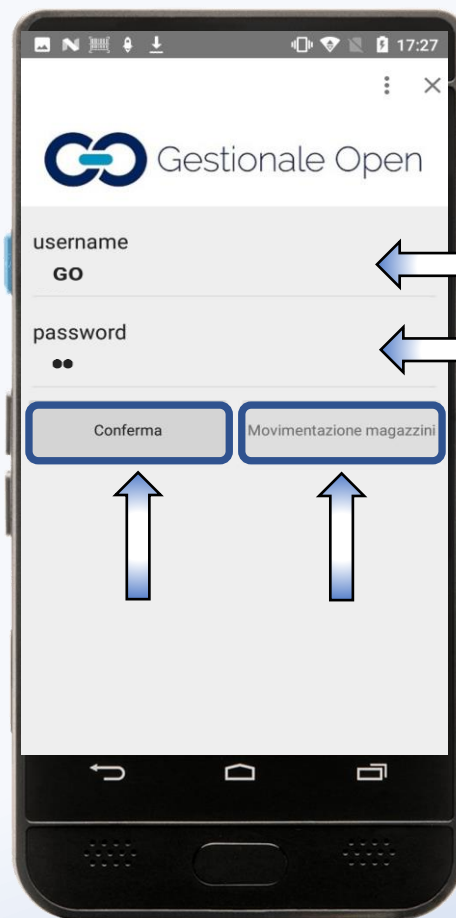 17:27
Gestionale Open
username
GO
password
••
Conferma
Movimentazione magazzini